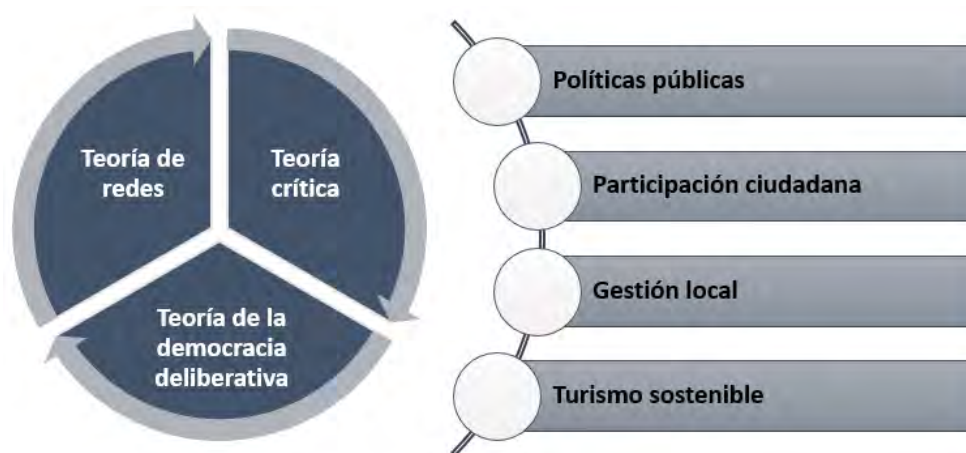 Teoría de
redes
Teoría
crítica
Teoría de la
democracia
deliberativa
Políticas públicas
Participación ciudadana
Gestión local
Turismo sostenible